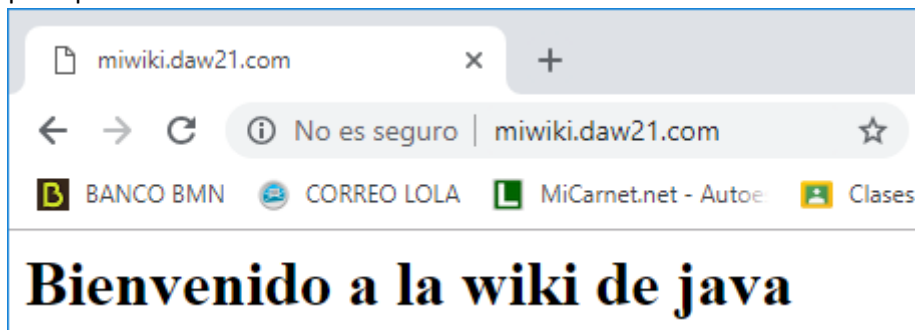 miwiki.daw21.com
No es seguro miwiki.daw21.com
BANCO BMN CORREO LOLA MiCarnet.net - Autoe Clases
Bienvenido a la wiki de java